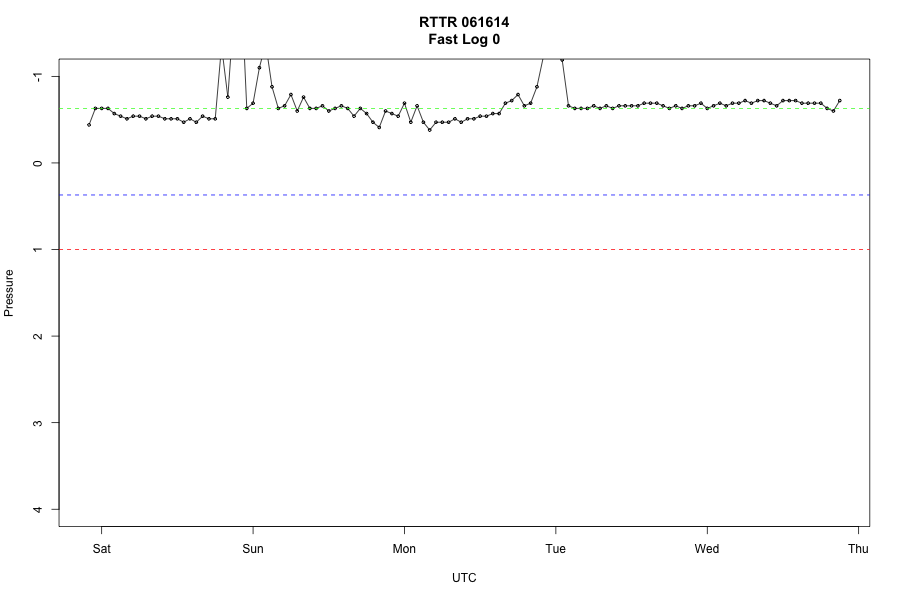 RTTR 061614
Fast Log 0
-1
0
1
2
3
4
Pressure
Sat Sun Mon Tue Wed Thu
UTC